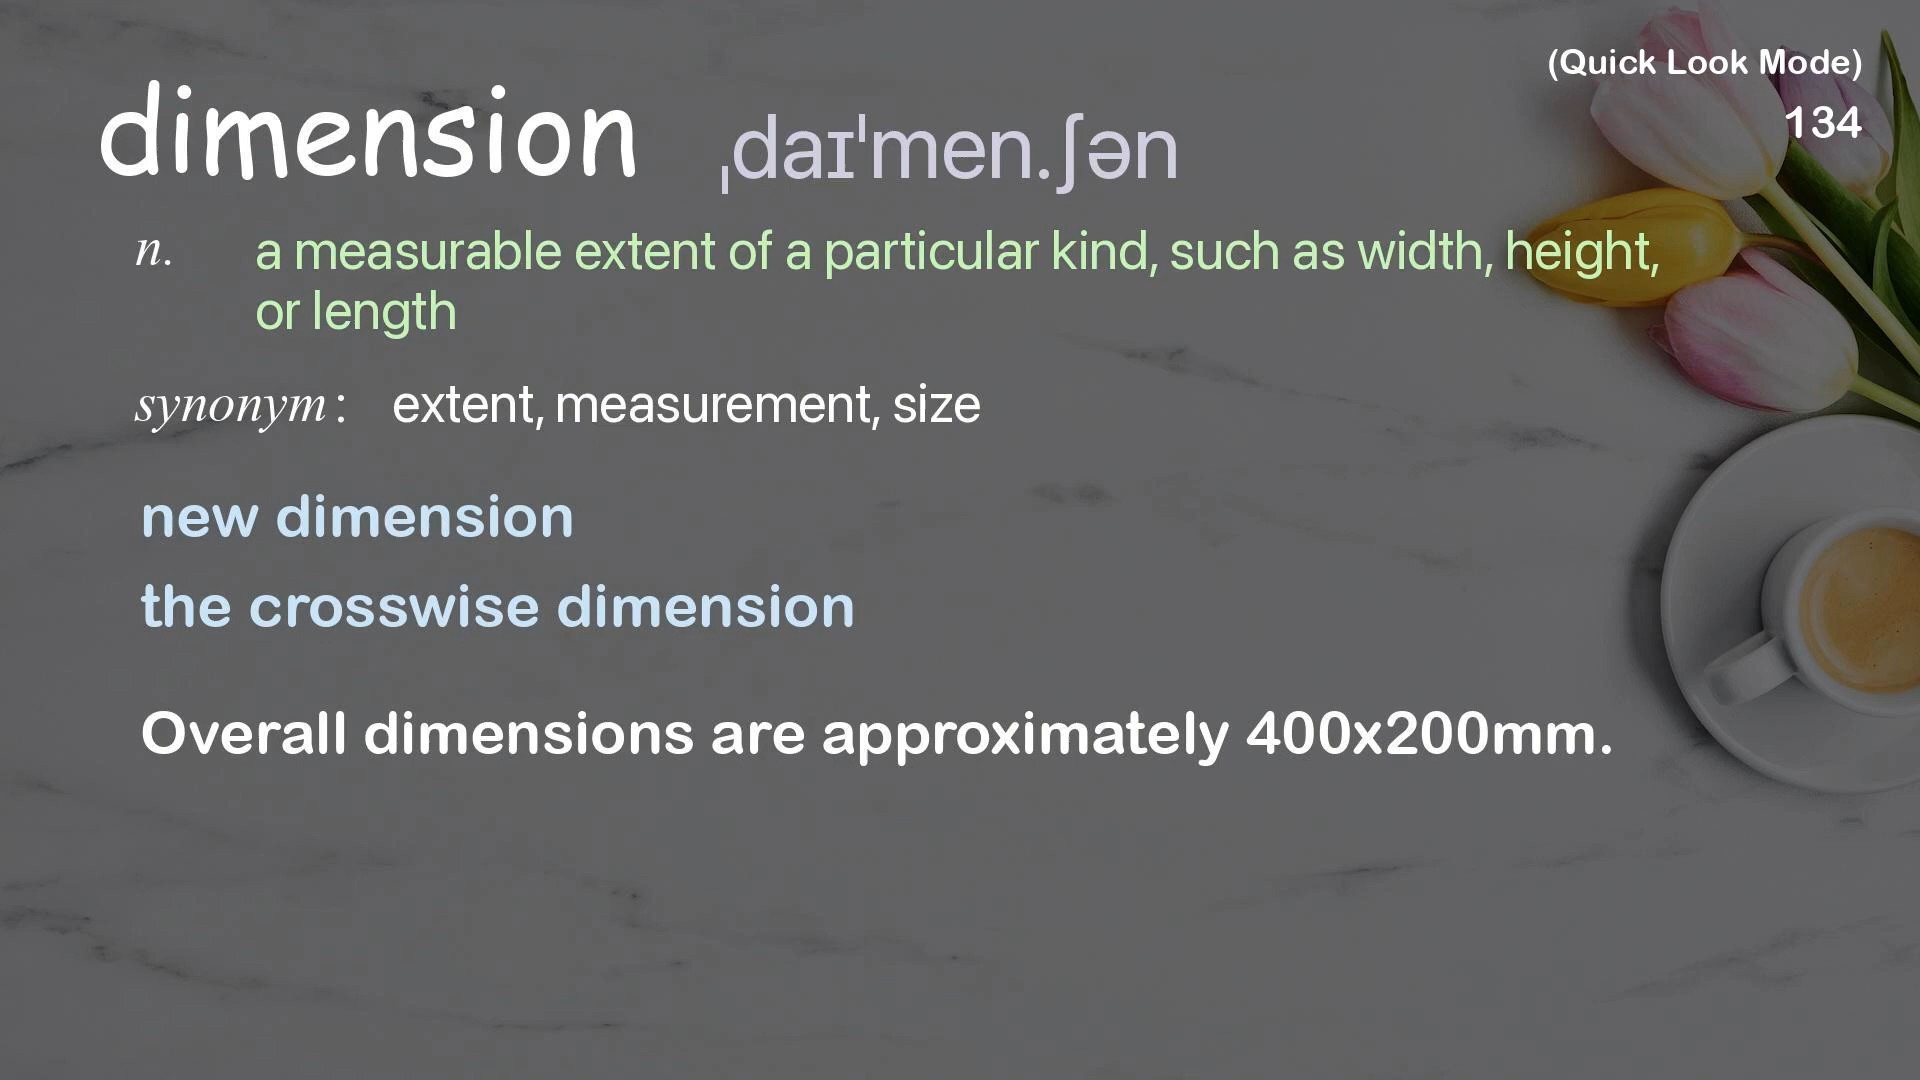 (Quick Look Mode)
134
dimension ˌdaɪˈmen.ʃən
n. a measurable extent of a particular kind, such as width, height,
or length
synonym: extent, measurement, size
new dimension
the crosswise dimension
Overall dimensions are approximately 400x200mm.